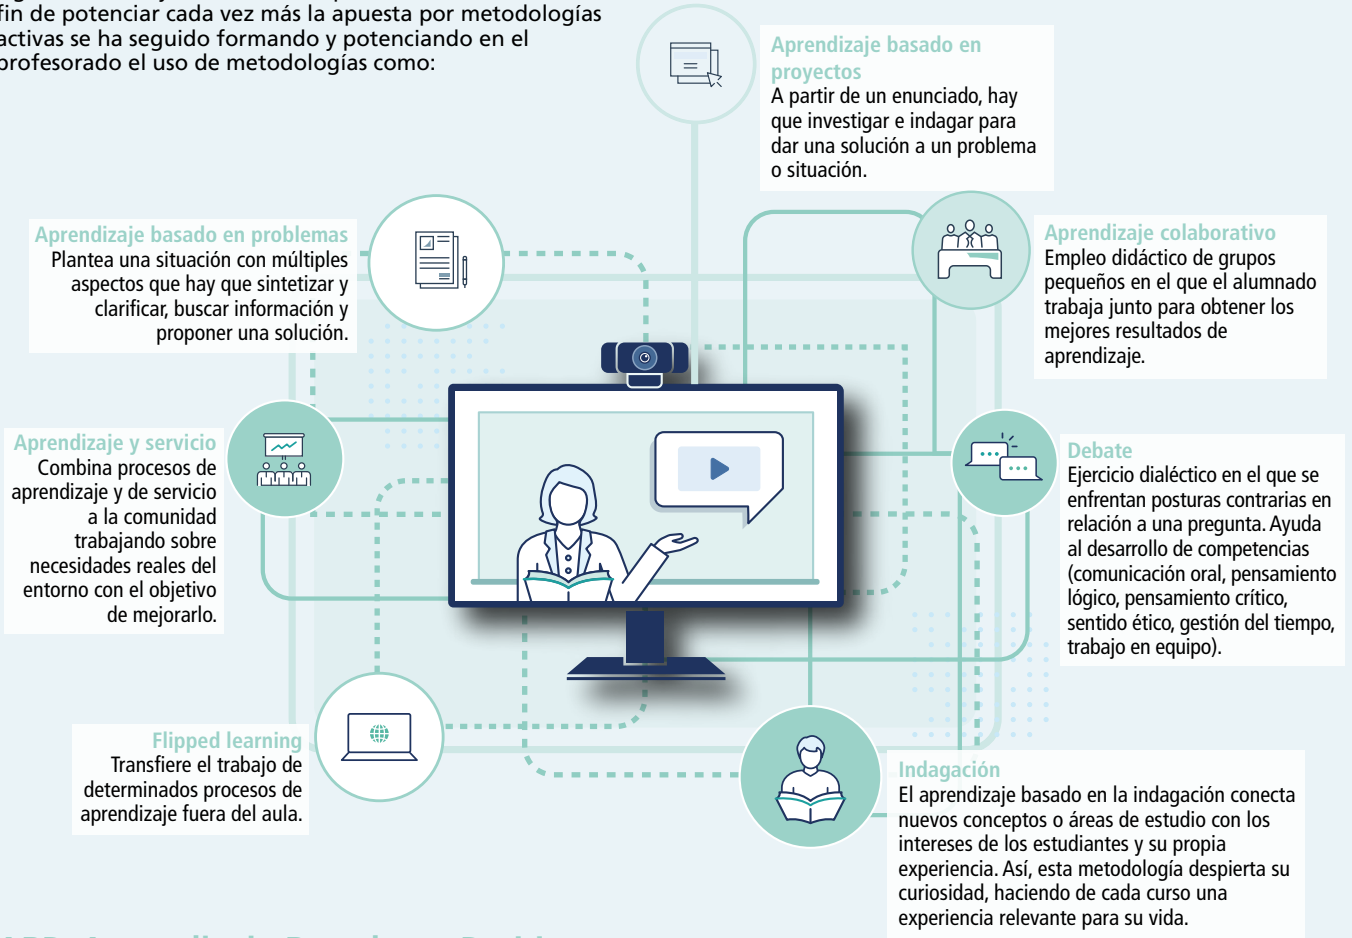 fin de potenciar cada vez más la apuesta por metodologías
activas se ha seguido formando y potenciando en el
profesorado el uso de metodologías como:
Aprendizaje basado en
proyectos
A partir de un enunciado, hay
que investigar e indagar para
dar una solución a un problema
o situación.
Aprendizaje basado en problemas
Plantea una situación con múltiples
aspectos que hay que sintetizar y
clarificar, buscar información y
proponer una solución.
Aprendizaje colaborativo
Empleo didáctico de grupos
pequeños en el que el alumnado
trabaja junto para obtener los
mejores resultados de
aprendizaje.
Aprendizaje y servicio
Combina procesos de
aprendizaje y de servicio
a la comunidad
trabajando sobre
necesidades reales del
entorno con el objetivo
de mejorarlo.
Debate
Ejercicio dialéctico en el que se
enfrentan posturas contrarias en
relación a una pregunta. Ayuda
al desarrollo de competencias
(comunicación oral, pensamiento
lógico, pensamiento crítico,
sentido ético, gestión del tiempo,
trabajo en equipo).
Flipped learning
Transfiere el trabajo de
determinados procesos de
aprendizaje fuera del aula.
Indagación
El aprendizaje basado en la indagación conecta
nuevos conceptos o áreas de estudio con los
intereses de los estudiantes y su propia
experiencia. Así, esta metodología despierta su
curiosidad, haciendo de cada curso una
experiencia relevante para su vida.